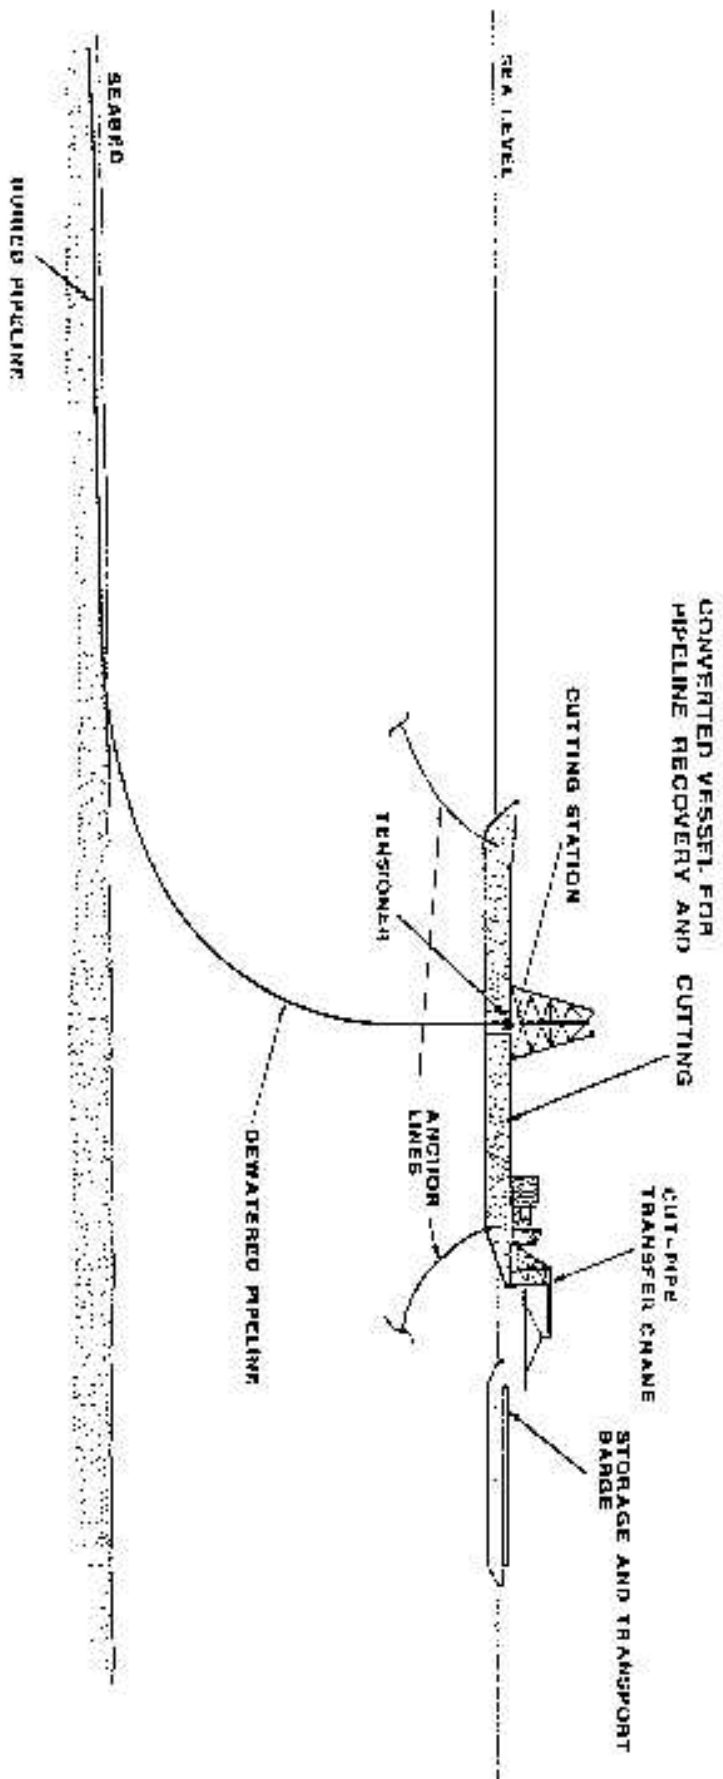 CONVERTED VESSEL FOR
PIPELINE RECOVERY AND CUTTING
CUTTING STATION
CUT-PIPE
TRANSFER CRANE
STORAGE AND TRANSPORT
BARGE
SEA LEVEL
TENSIONER
ANCHOR
LINES
DEWATERED PIPELINE
SEABED
BURIED PIPELINE